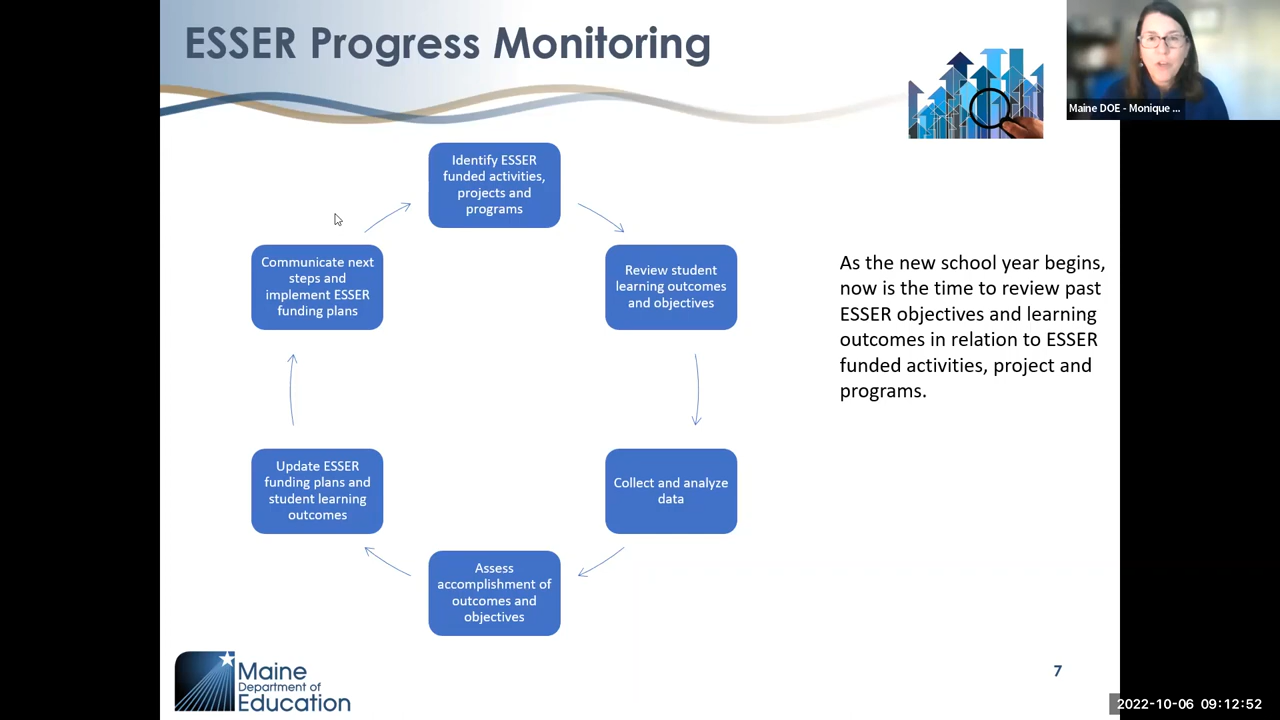 ESSER Progress Monitoring
Maine DOE - Monique ...
Identify ESSER
funded activities,
projects and
programs
Review student
learning outcomes
and objectives
Collect and analyze
data
Assess
accomplishment of
outcomes and
objectives
Update ESSER
funding plans and
student learning
outcomes
Communicate next
steps and
implement ESSER
funding plans
As the new school year begins,
now is the time to review past
ESSER objectives and learning
outcomes in relation to ESSER
funded activities, project and
programs.
Maine
Department of
Education
7
2022-10-06 09:12:52